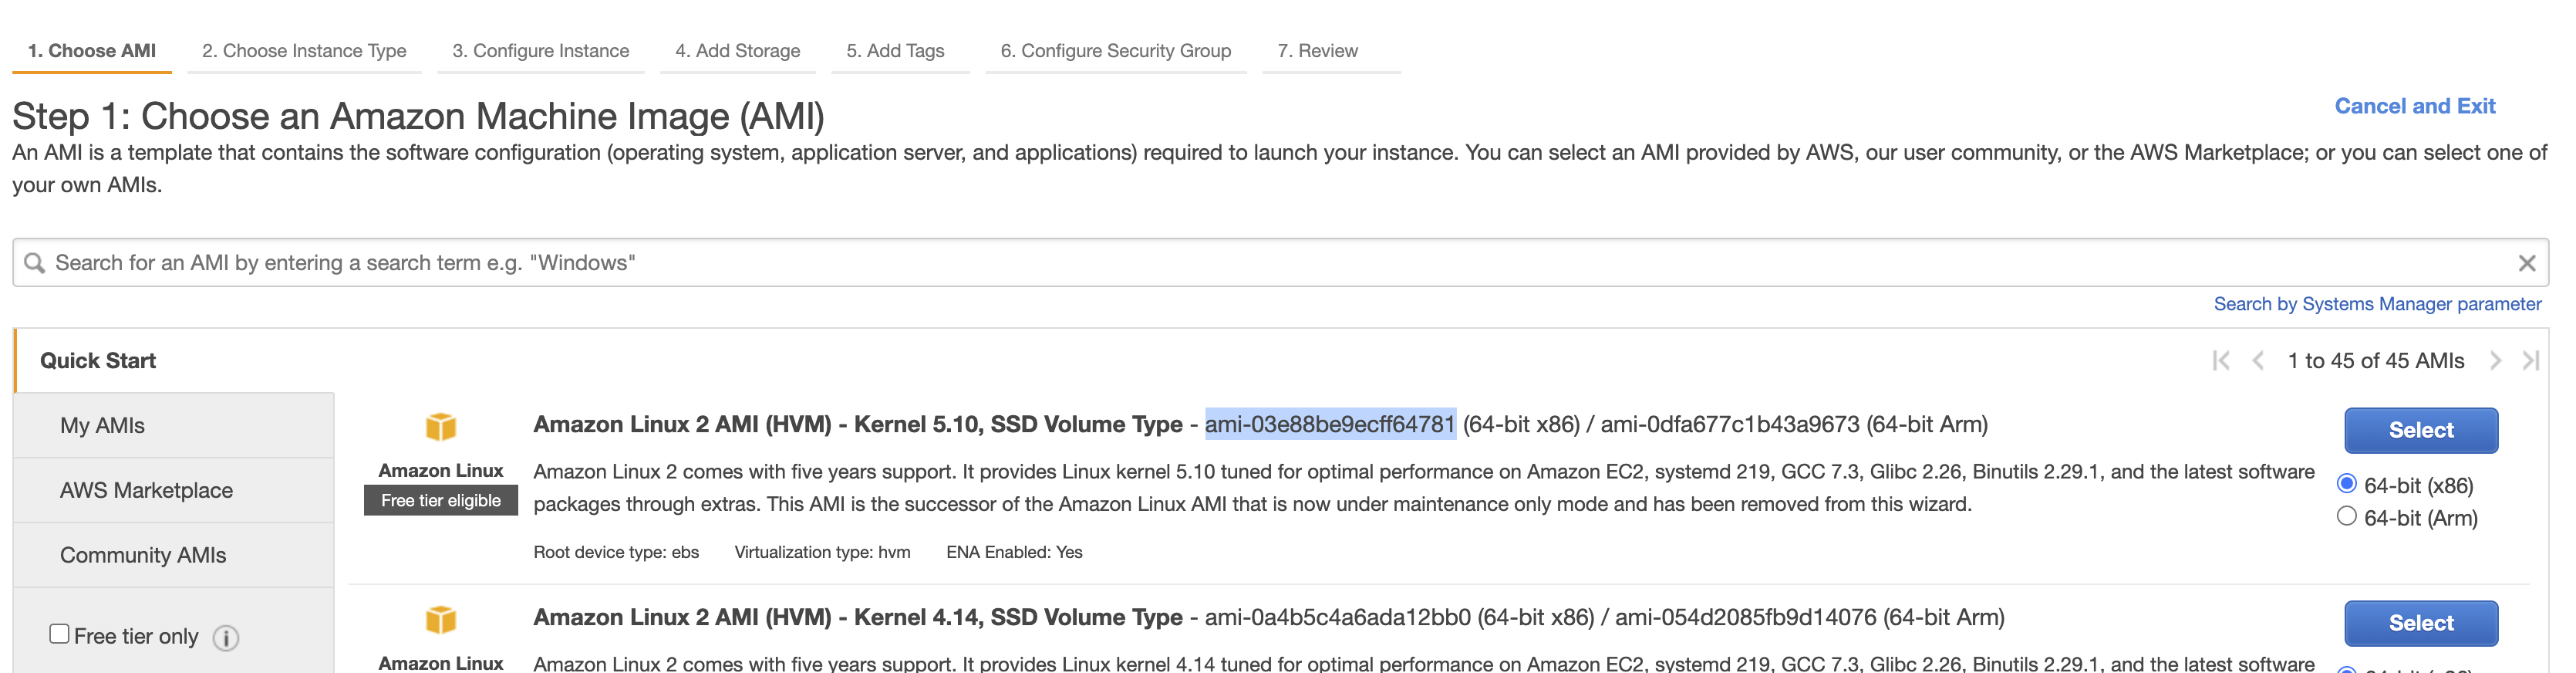 1. Choose AMI 2. Choose Instance Type 3. Configure Instance 4. Add Storage 5. Add Tags 6. Configure Security Group 7. Review
Step 1: Choose an Amazon Machine Image (AMI)
Cancel and Exit
An AMI is a template that contains the software configuration (operating system, application server, and applications) required to launch your instance. You can select an AMI provided by AWS, our user community, or the AWS Marketplace; or you can select one of
your own AMIs.
Search for an AMI by entering a search term e.g. "Windows"
Search by Systems Manager parameter
Quick Start
1 to 45 of 45 AMIs
My AMIs
AWS Marketplace
Community AMIs
Free tier only
Amazon Linux
Free tier eligible
Amazon Linux 2 AMI (HVM) - Kernel 5.10, SSD Volume Type - ami-03e88be9ecff64781 (64-bit x86) / ami-0dfa677c1b43a9673 (64-bit Arm)
Amazon Linux 2 comes with five years support. It provides Linux kernel 5.10 tuned for optimal performance on Amazon EC2, systemd 219, GCC 7.3, Glibc 2.26, Binutils 2.29.1, and the latest software
packages through extras. This AMI is the successor of the Amazon Linux AMI that is now under maintenance only mode and has been removed from this wizard.
Root device type: ebs Virtualization type: hvm ENA Enabled: Yes
Select
64-bit (x86)
64-bit (Arm)
Amazon Linux
Amazon Linux 2 AMI (HVM) - Kernel 4.14, SSD Volume Type - ami-0a4b5c4a6ada12bb0 (64-bit x86) / ami-054d2085fb9d14076 (64-bit Arm)
Amazon Linux 2 comes with five years support. It provides Linux kernel 4.14 tuned for optimal performance on Amazon EC2, systemd 219, GCC 7.3, Glibc 2.26, Binutils 2.29.1, and the latest software
Select